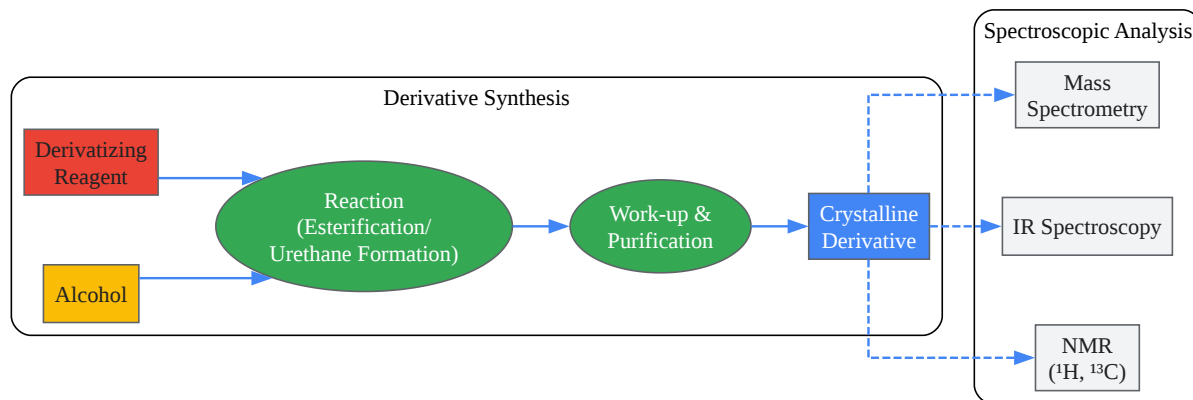 Spectroscopic Analysis
Derivative Synthesis
Derivatizing
Reagent
Alcohol
Reaction
(Esterification/
Urethane Formation)
Work-up &
Purification
Crystalline
Derivative
Mass
Spectrometry
IR Spectroscopy
NMR
(¹H, ¹³C)